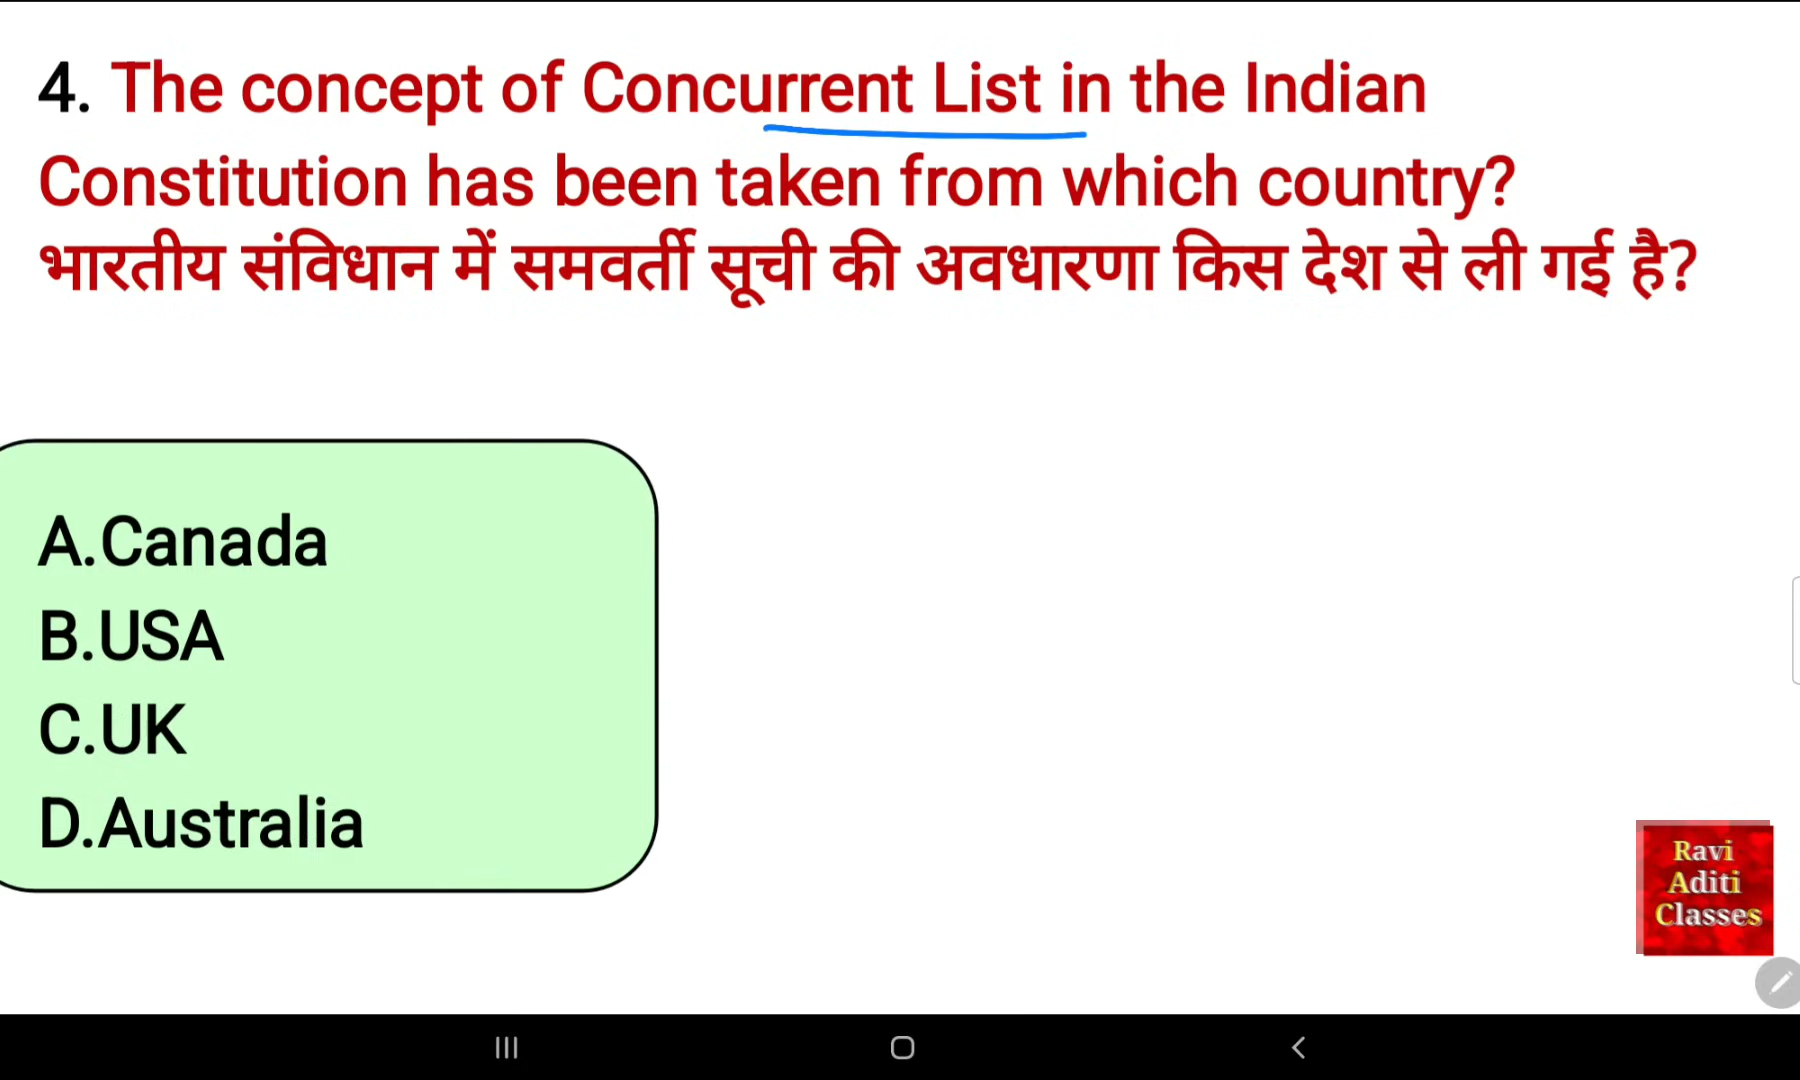 4. The concept of Concurrent List in the Indian
Constitution has been taken from which country?
भारतीय संविधान में समवर्ती सूची की अवधारणा किस देश से ली गई है?
A.Canada
B.USA
C.UK
D.Australia
Ravi
Aditi
Classes